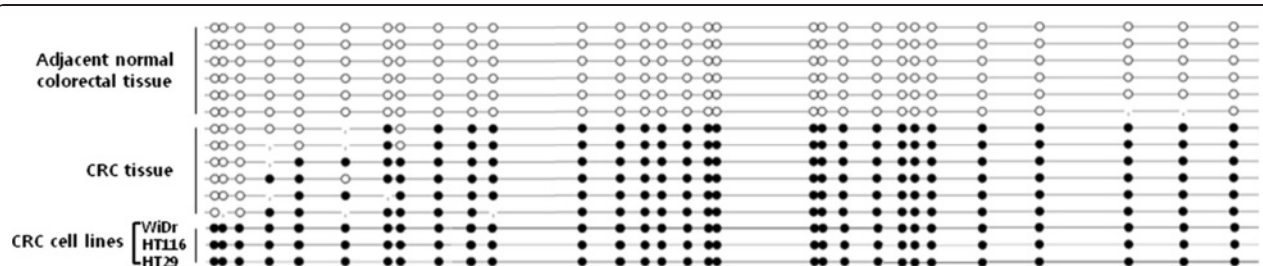 Adjacent normal
colorectal tissue
CRC tissue
CRC cell lines
WiDr
HT116
HT29